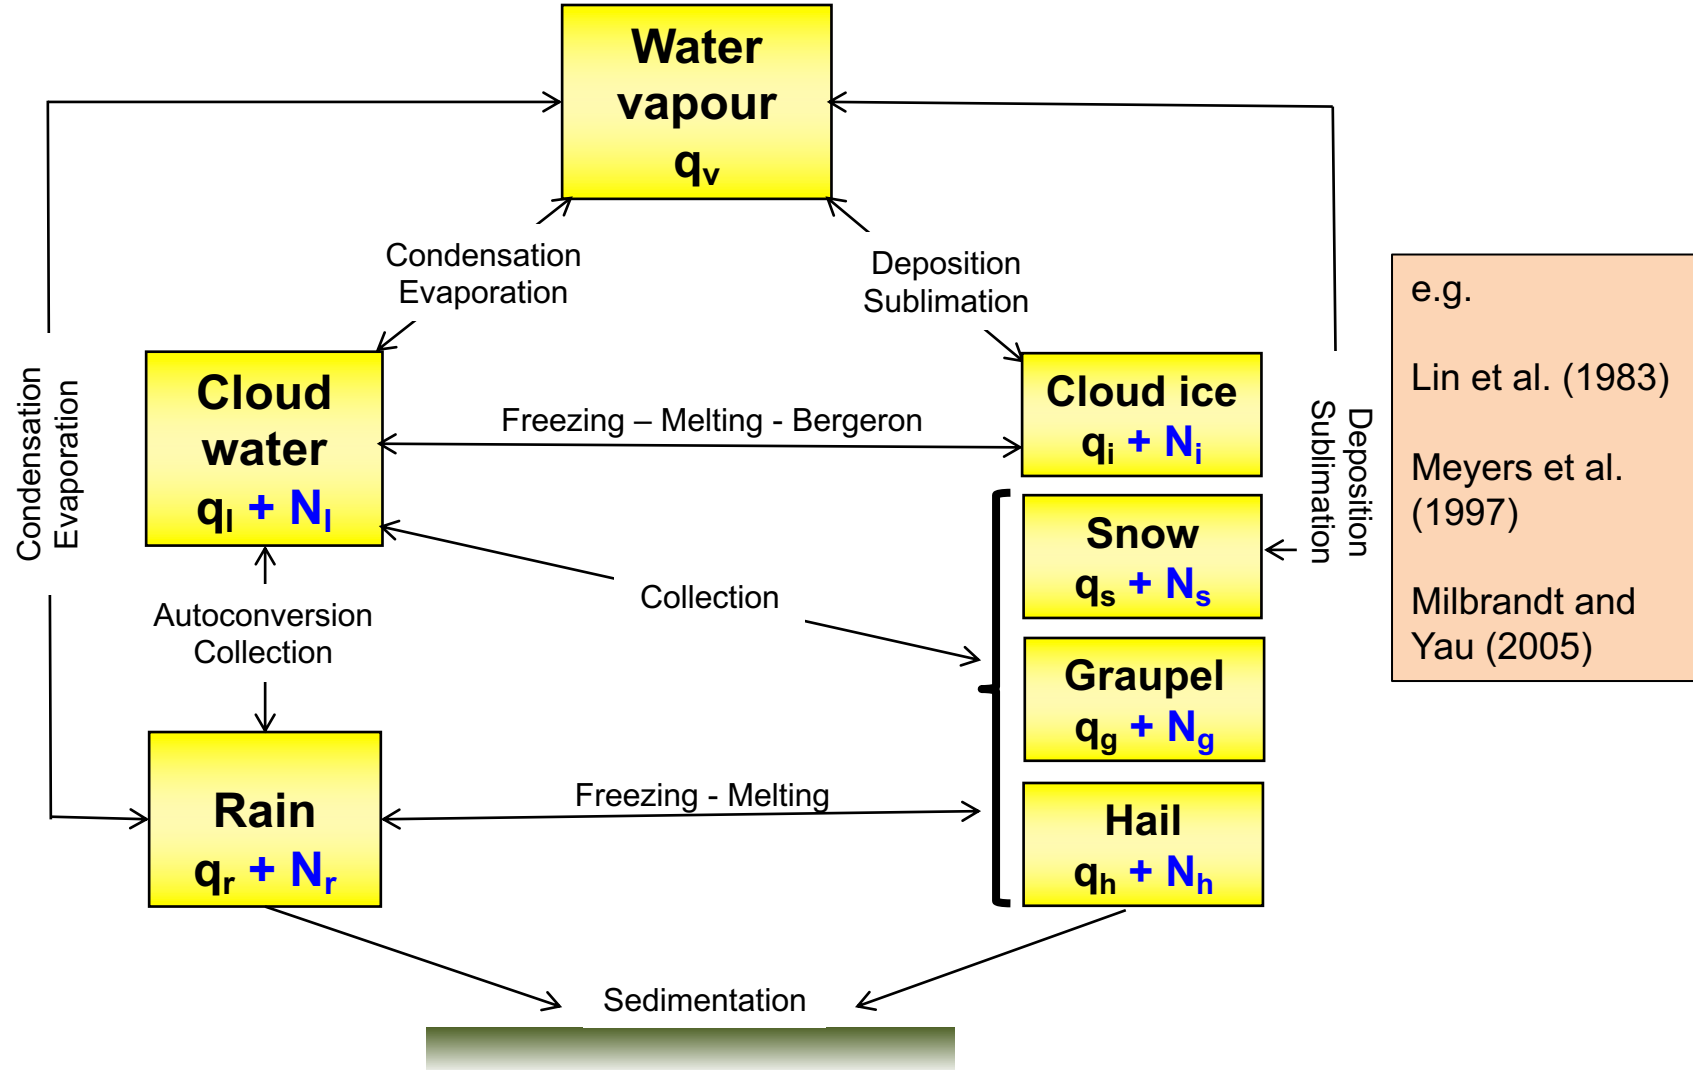 Water
vapour
qᵥ
Condensation
Evaporation
Deposition
Sublimation
Condensation
Evaporation
Cloud
water
qₗ + Nₗ
Freezing – Melting - Bergeron
Cloud ice
qᵢ + Nᵢ
Deposition
Sublimation
e.g.
Lin et al. (1983)
Meyers et al.
(1997)
Milbrandt and
Yau (2005)
Snow
qₛ + Nₛ
Collection
Autoconversion
Collection
Graupel
q_g + N_g
Freezing - Melting
Rain
qᵣ + Nᵣ
Hail
qₕ + Nₕ
Sedimentation